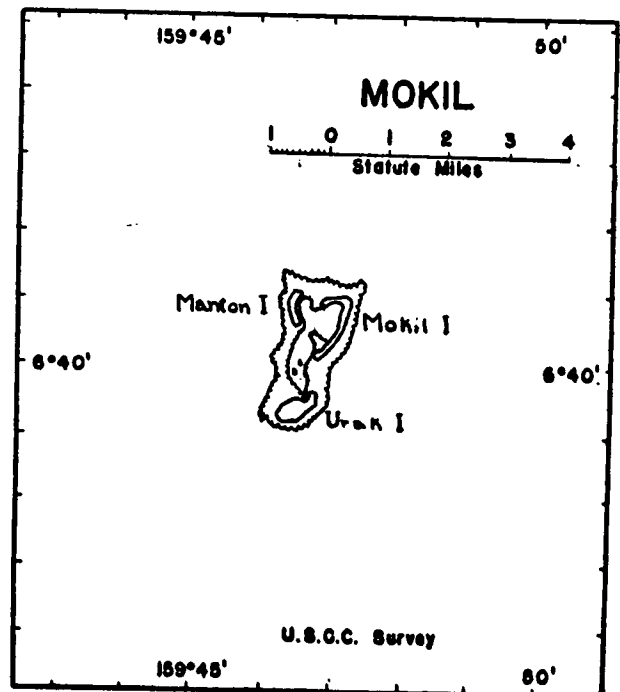 159°45' 50'
MOKIL
1 0 1 2 3 4
Statute Miles
Manton I
Mokil I
6°40' 6°40'
Urak I
U.S.C.C. Survey
159°45' 50'